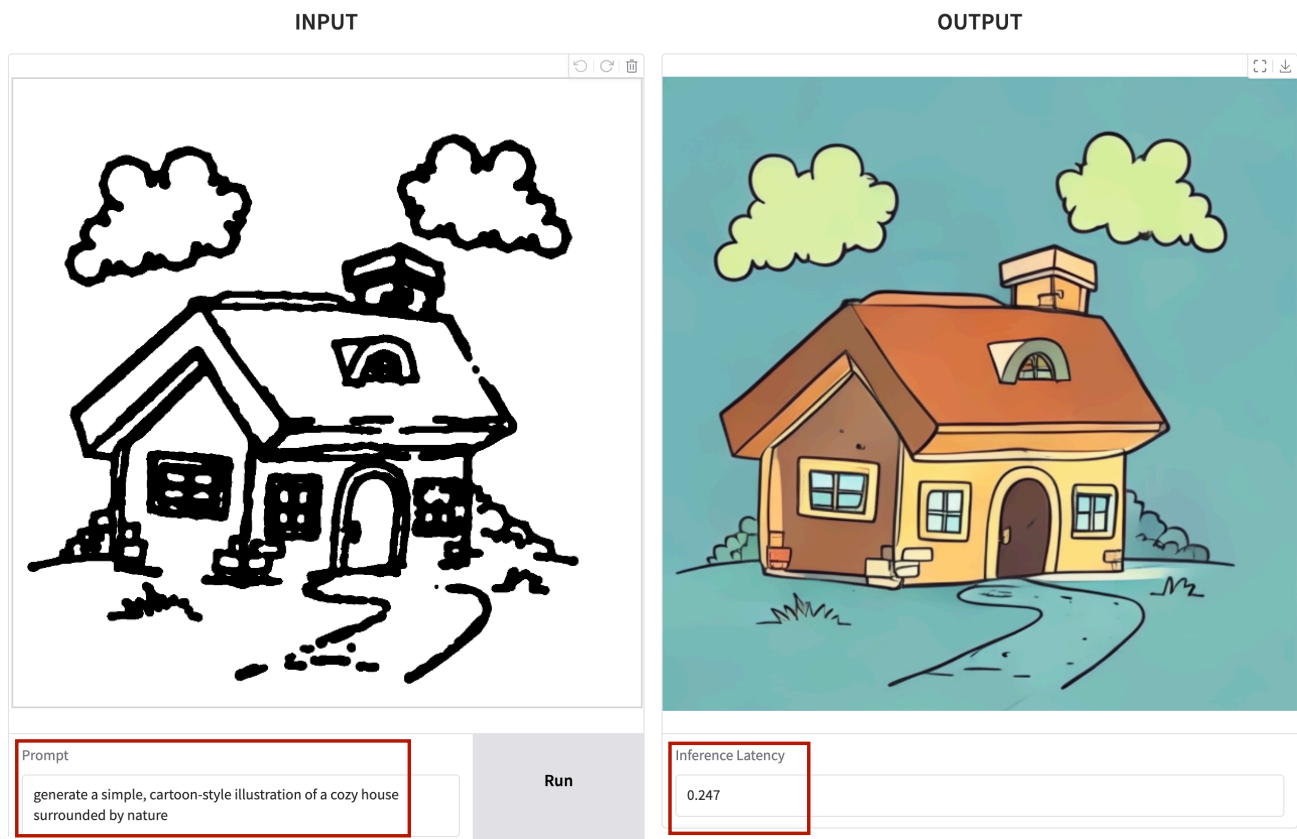 INPUT
OUTPUT
Prompt
generate a simple, cartoon-style illustration of a cozy house
surrounded by nature
Run
Inference Latency
0.247